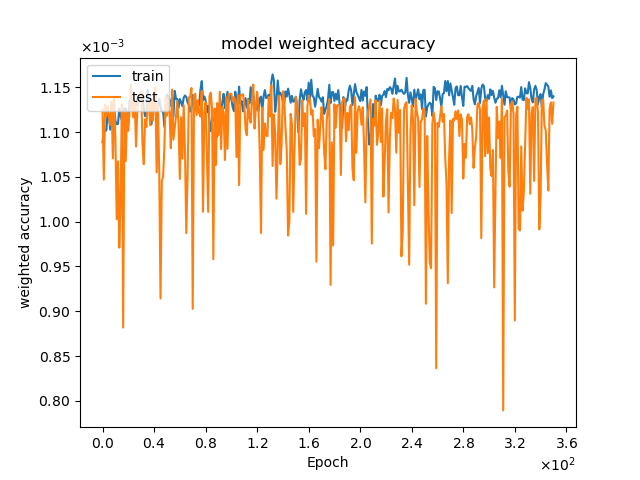 model weighted accuracy
×10⁻³
train
test
1.15
1.10
1.05
1.00
0.95
0.90
0.85
0.80
weighted accuracy
0.0 0.4 0.8 1.2 1.6 2.0 2.4 2.8 3.2 3.6
Epoch
×10²